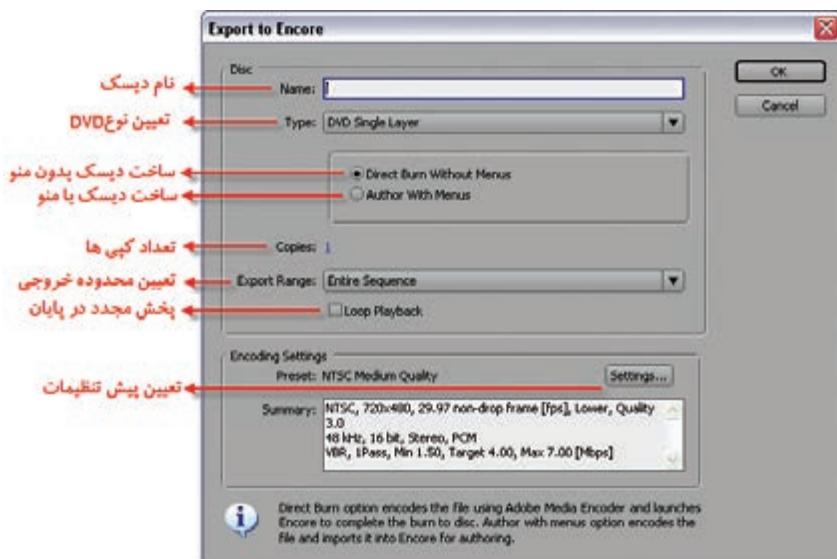 Export to Encore
Disc
نام دیسک
Name:
OK
تعیین نوع DVD
Type: DVD Single Layer
Cancel
ساخت دیسک بدون منو
Direct Burn Without Menus
ساخت دیسک با منو
Author With Menus
تعداد کپی ها
Copies: 1
تعیین محدوده خروجی
Export Range: Entire Sequence
پخش مجدد در پایان
Loop Playback
Encoding Settings
Preset: NTSC Medium Quality
Settings...
تعیین پیش تنظیمات
Summary: NTSC, 720x480, 29.97 non-drop frame [fps], Lower, Quality
3.0
48 kHz, 16 bit, Stereo, PCM
VBR, 1Pass, Min 1.50, Target 4.00, Max 7.00 [Mbps]
Direct Burn option encodes the file using Adobe Media Encoder and launches
Encore to complete the burn to disc. Author with menus option encodes the
file and imports it into Encore for authoring.